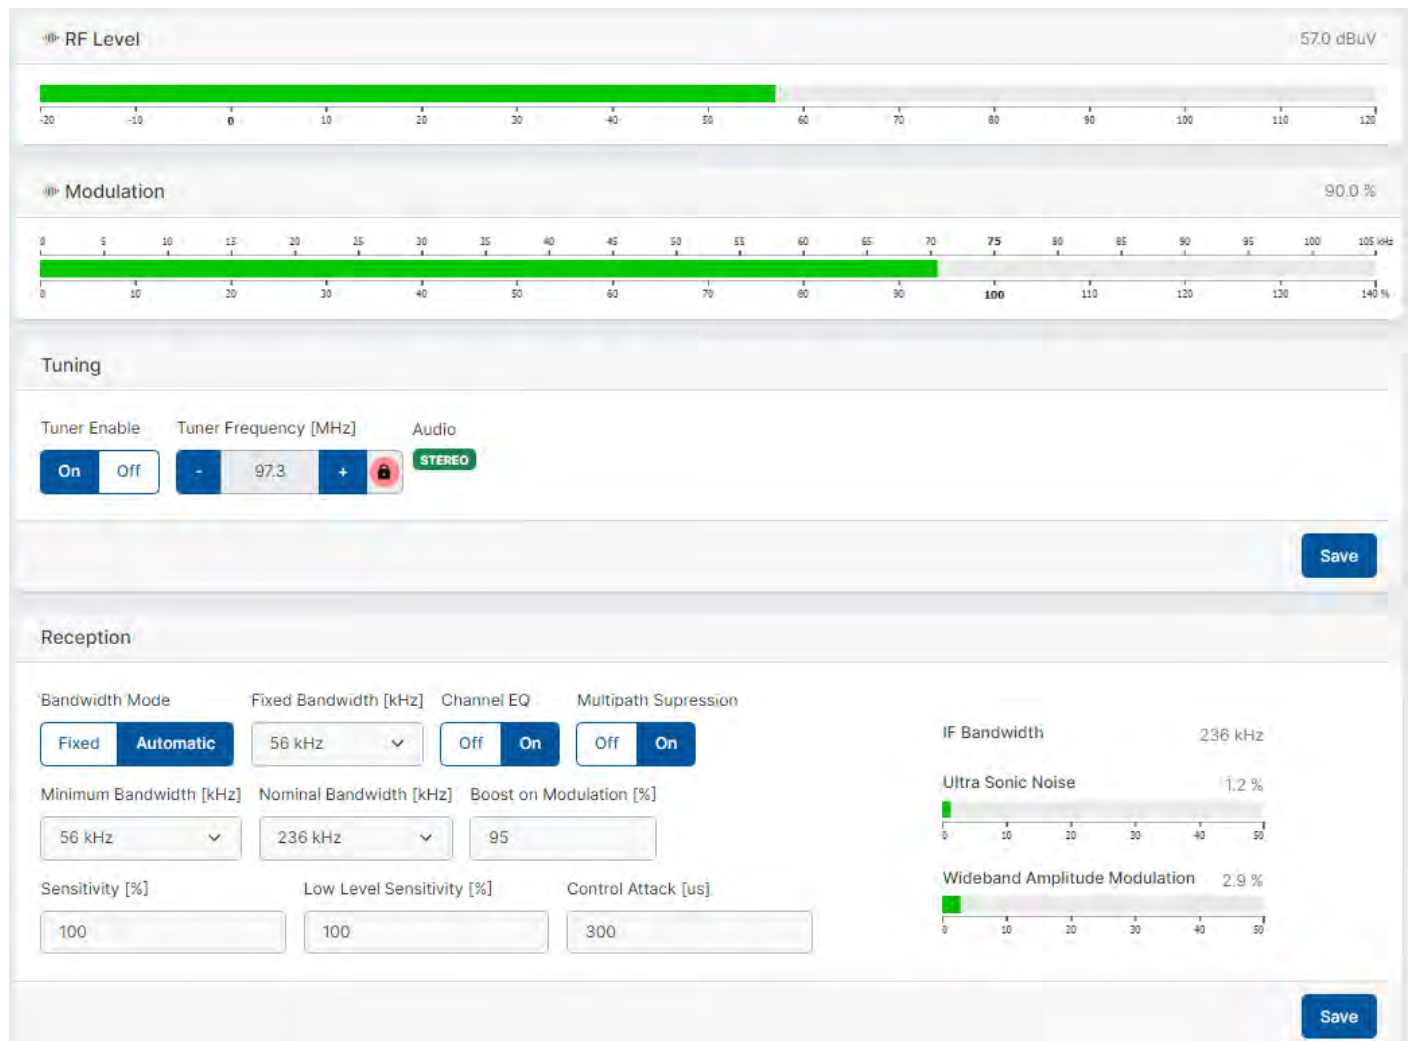 RF Level 57.0 dBuV
-20 -10 0 10 20 30 40 50 60 70 80 90 100 110 120
Modulation 90.0 %
0 5 10 15 20 25 30 35 40 45 50 55 60 65 70 75 80 85 90 95 100 105 kHz
0 10 20 30 40 50 60 70 80 90 100 110 120 130 140 %
Tuning
Tuner Enable Tuner Frequency [MHz] Audio
On Off - 97.3 + STEREO
Save
Reception
Bandwidth Mode Fixed Bandwidth [kHz] Channel EQ Multipath Supression
Fixed Automatic 56 kHz Off On Off On
IF Bandwidth 236 kHz
Minimum Bandwidth [kHz] Nominal Bandwidth [kHz] Boost on Modulation [%]
56 kHz 236 kHz 95
Ultra Sonic Noise 1.2 %
0 10 20 30 40 50
Sensitivity [%] Low Level Sensitivity [%] Control Attack [us]
100 100 300
Wideband Amplitude Modulation 2.9 %
0 10 20 30 40 50
Save